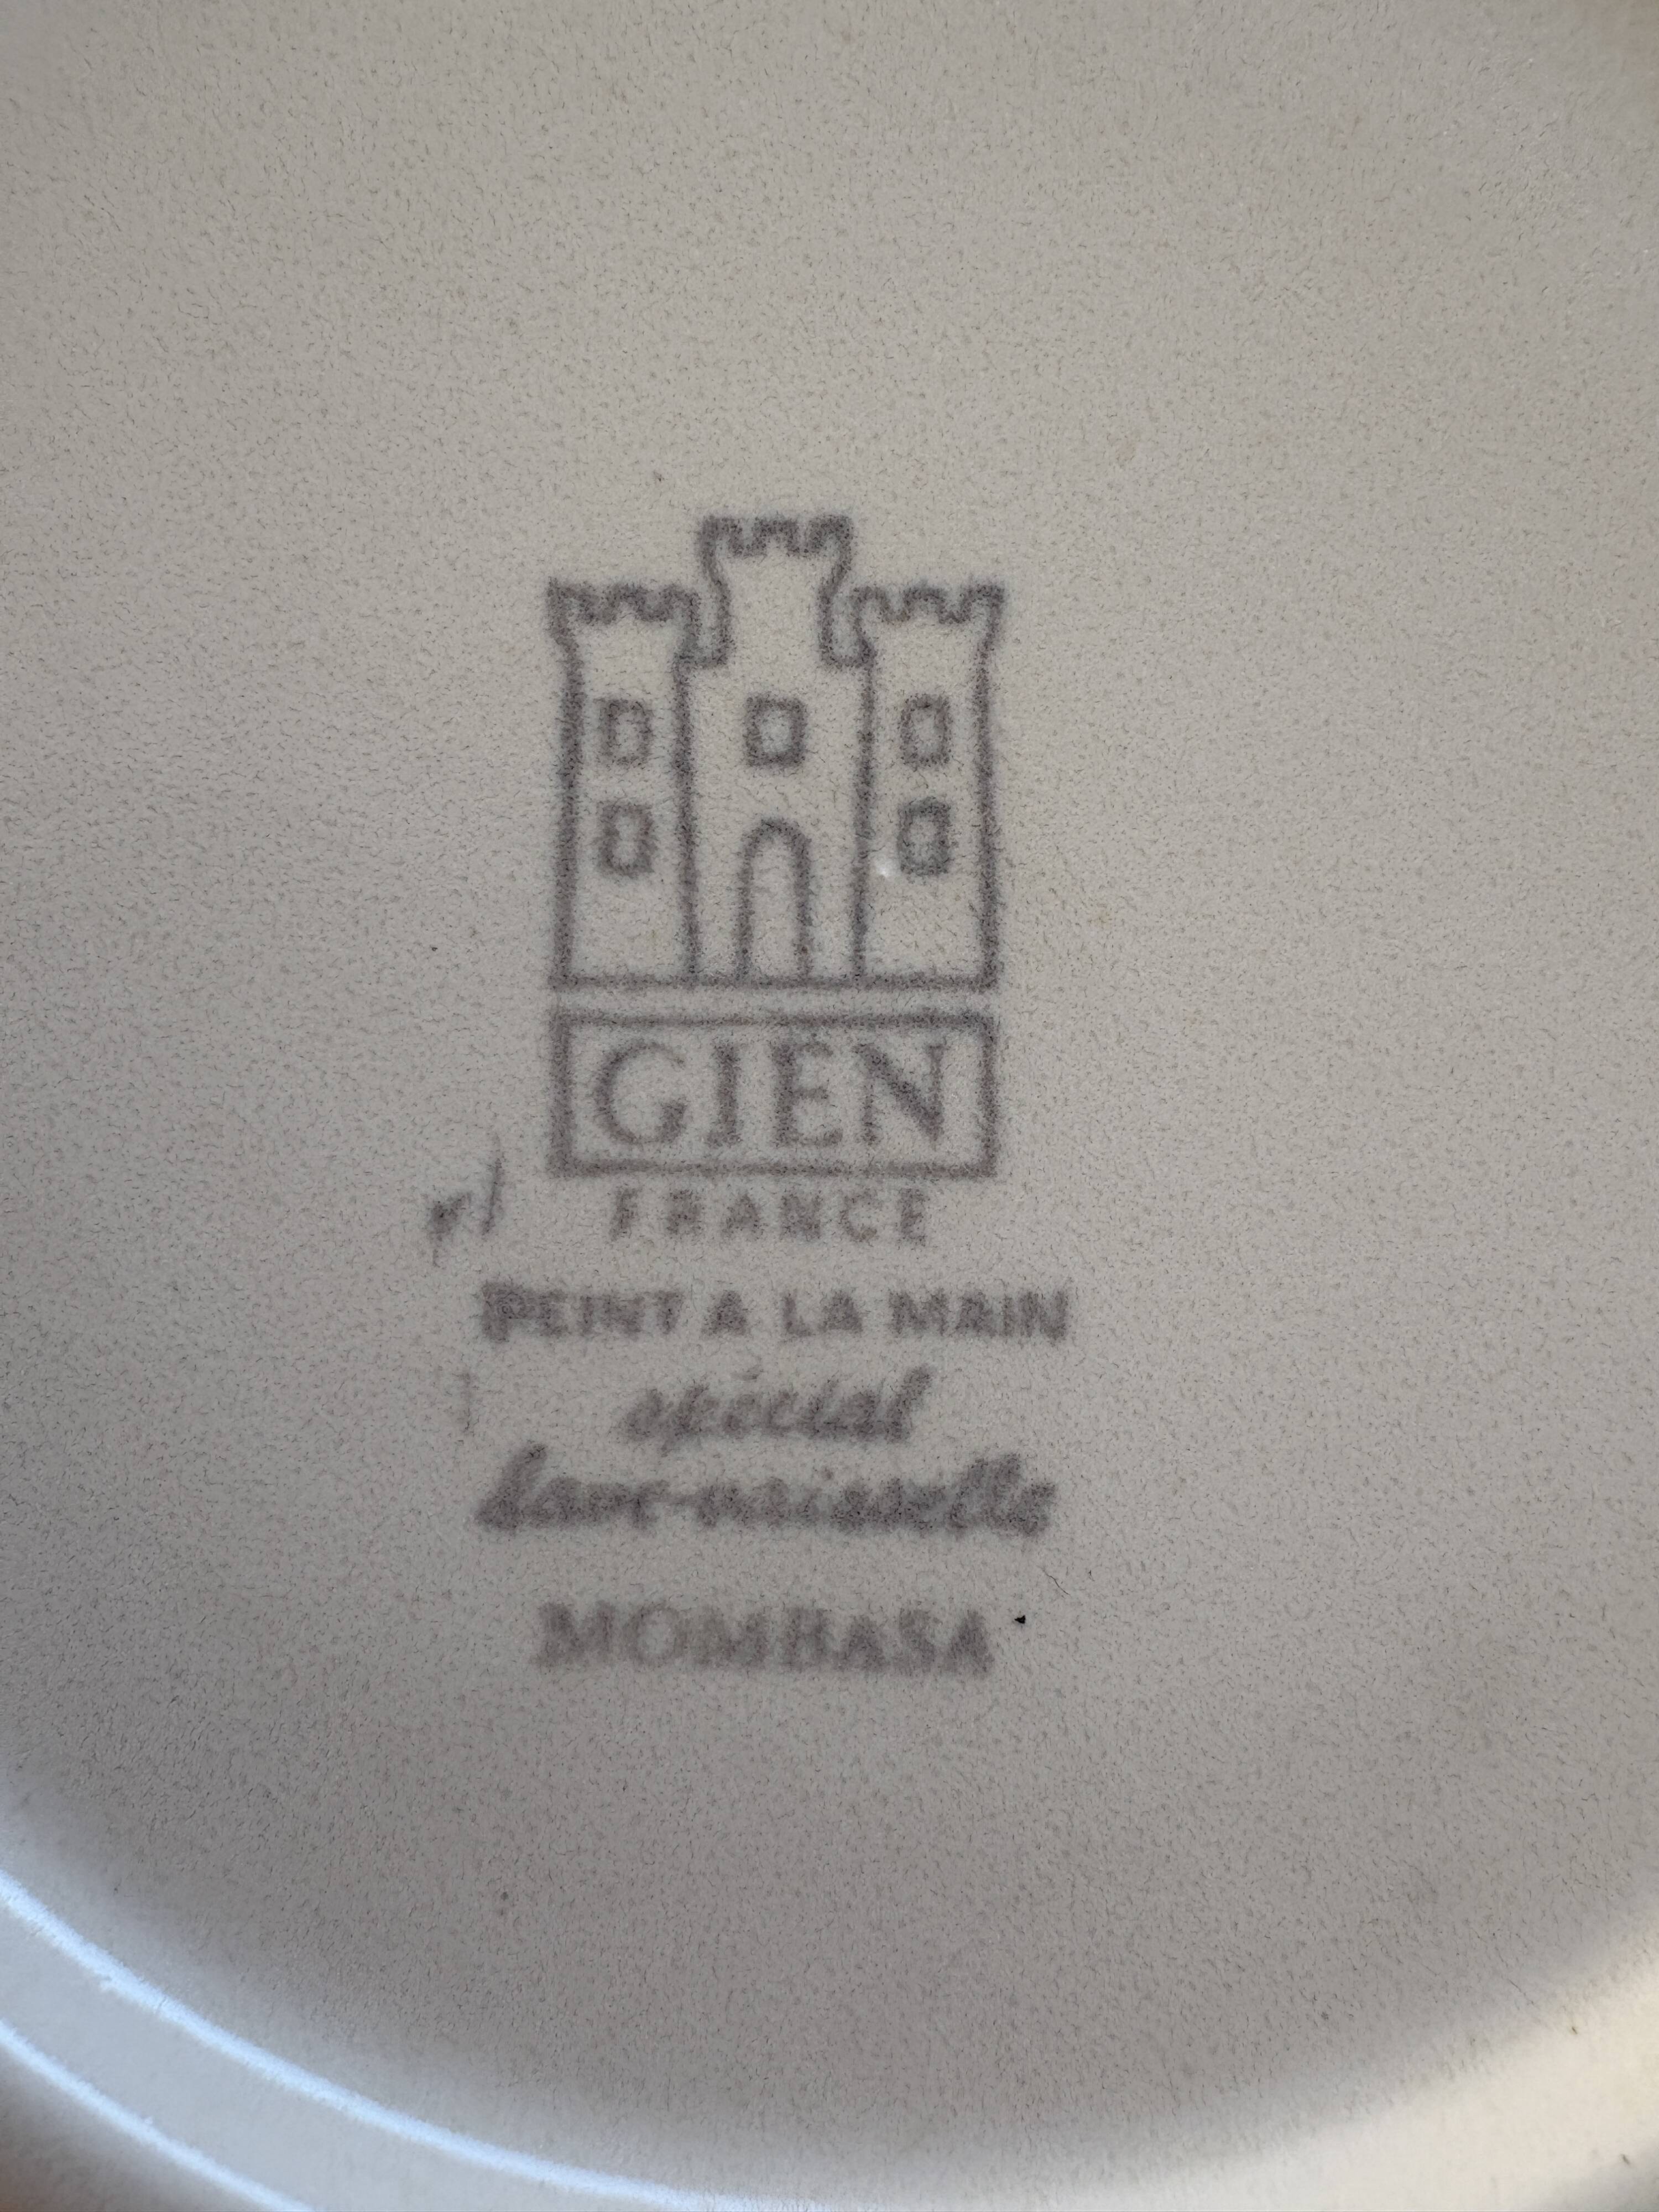 GIEN
FRANCE
PEINT A LA MAIN
spécial
lave-vaisselle
MOMBASA